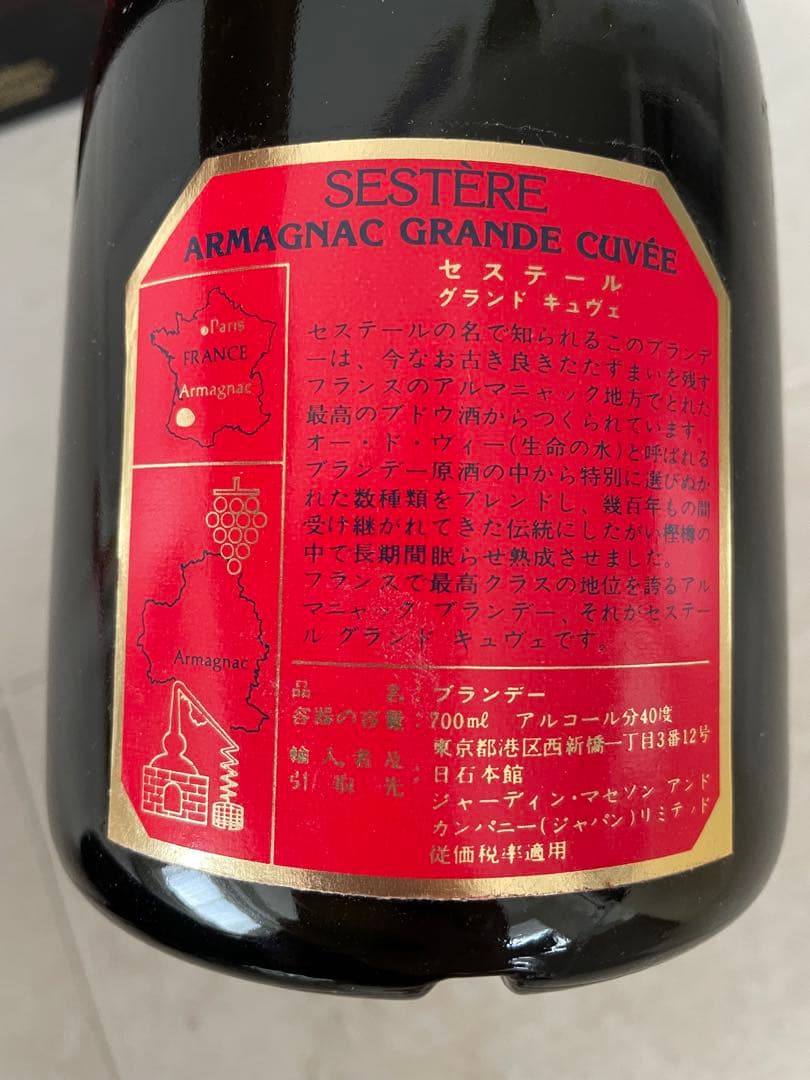 SESTÈRE
ARMAGNAC GRANDE CUVÉE
セステール
グランド キュヴェ
Paris
FRANCE
Armagnac
セステールの名で知られるこのブランデ
ーは、今なお古き良きたたずまいを残す
フランスのアルマニャック地方でとれた
最高のブドウ酒からつくられています。
オー・ド・ヴィー(生命の水)と呼ばれる
ブランデー原酒の中から特別に選びぬか
れた数種類をブレンドし、幾百年もの間
受け継がれてきた伝統にしたがい樫樽の
中で長期間眠らせ熟成させました。
フランスで最高クラスの地位を誇るアル
マニャック ブランデー、それがセステー
ル グランド キュヴェです。
Armagnac
品名 ブランデー
容器の容量 700ml アルコール分40度
輸入者及 東京都港区西新橋一丁目3番12号
引取先 日石本館
ジャーディン・マセソン アンド
カンパニー(ジャパン)リミテッド
従価税率適用